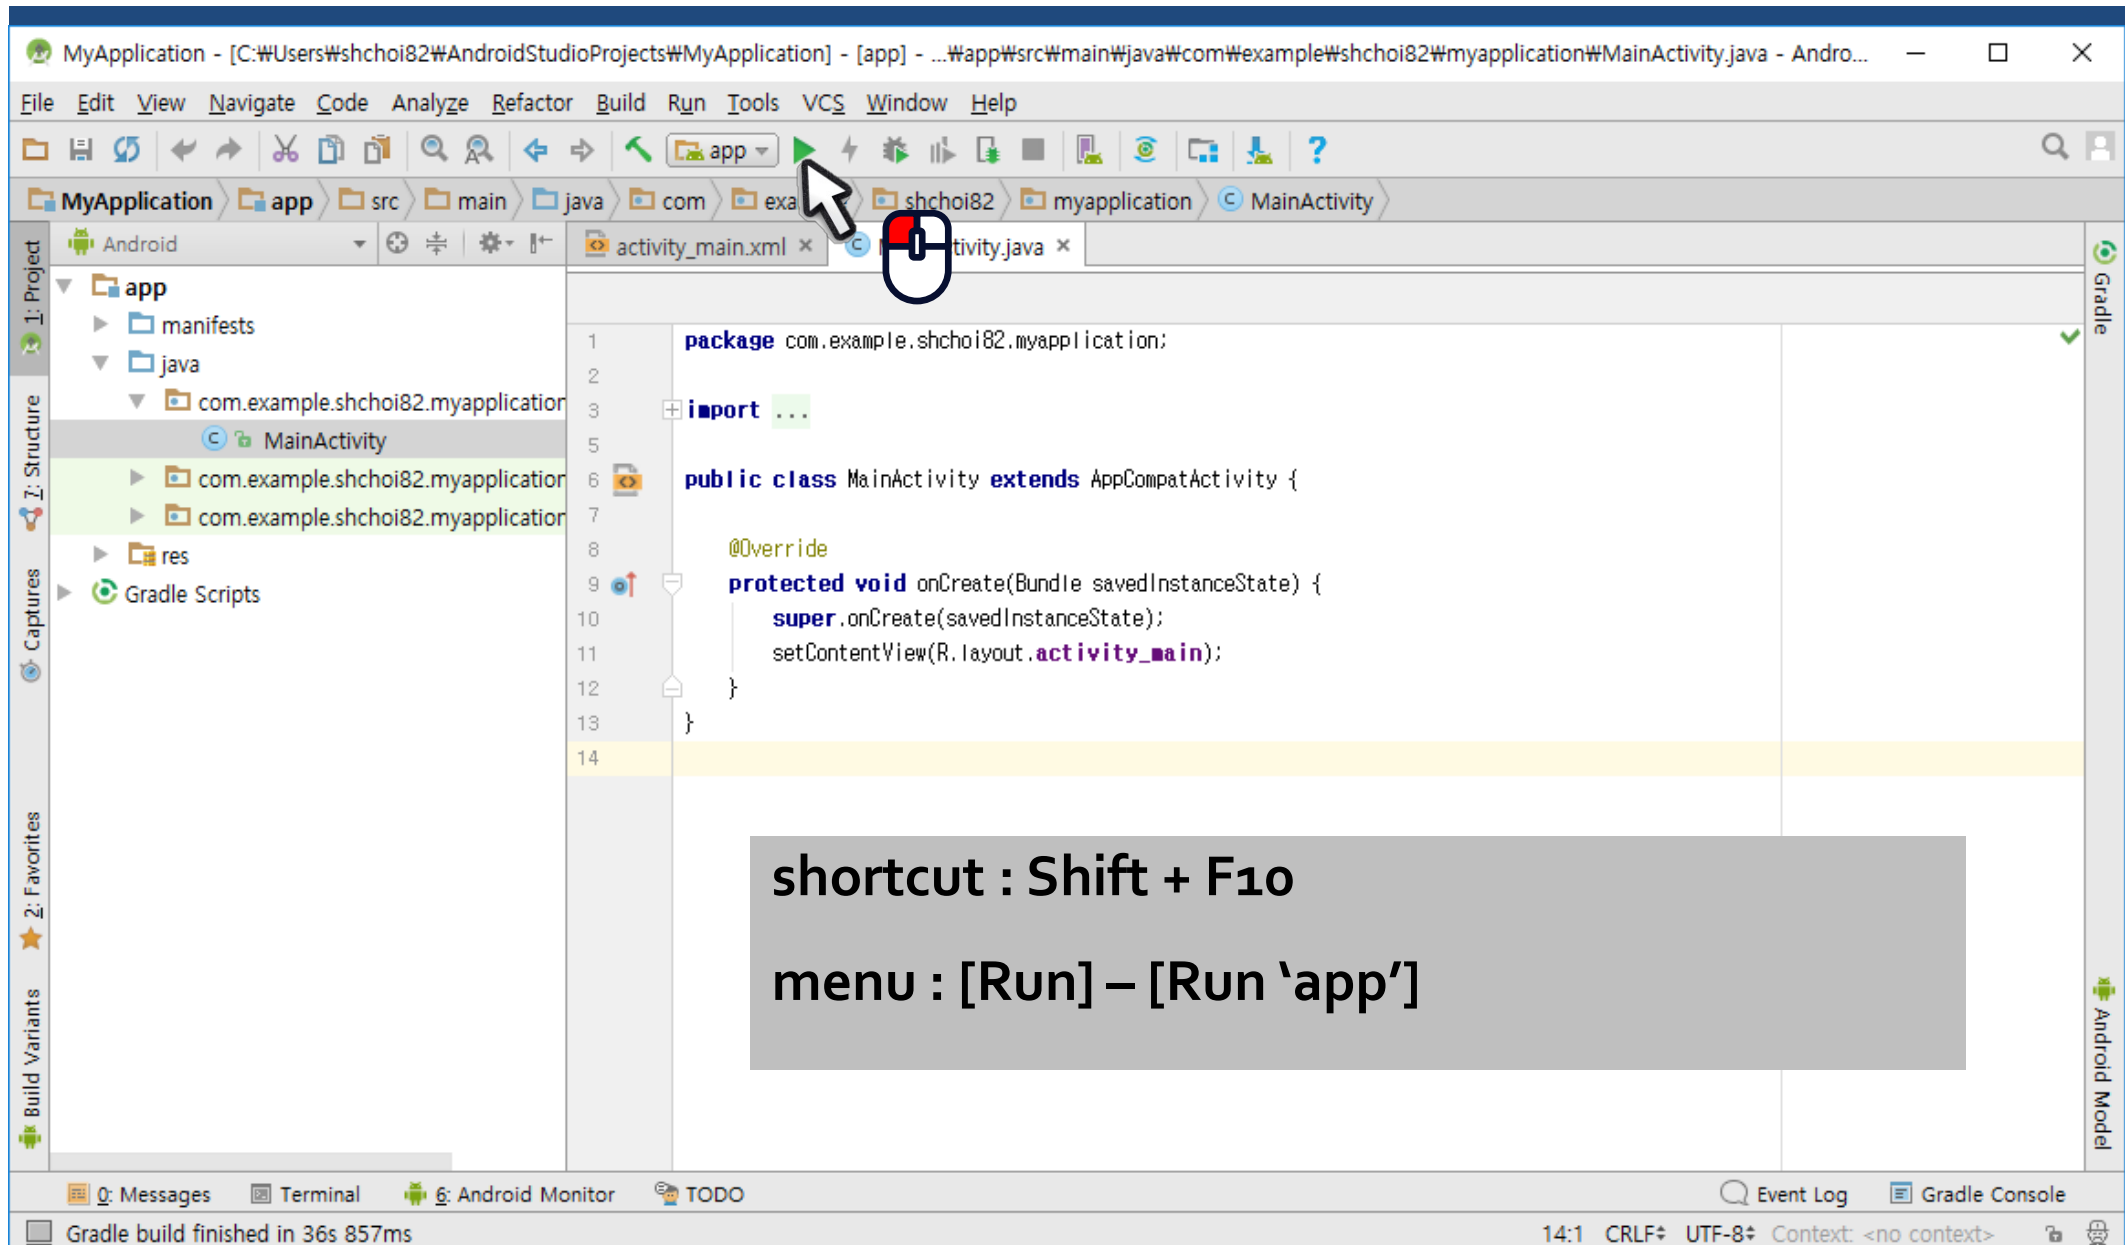 MyApplication - [C:₩Users₩shchoi82₩AndroidStudioProjects₩MyApplication] - [app] - ...₩app₩src₩main₩java₩com₩example₩shchoi82₩myapplication₩MainActivity.java - Andro...
File Edit View Navigate Code Analyze Refactor Build Run Tools VCS Window Help
app
MyApplication app src main java com shchoi82 myapplication MainActivity
Android
activity_main.xml
1: Project
7: Structure
Captures
2: Favorites
Build Variants
app
manifests
java
com.example.shchoi82.myapplication
MainActivity
com.example.shchoi82.myapplication
com.example.shchoi82.myapplication
res
Gradle Scripts
1 package com.example.shchoi82.myapplication;
2
3 import ...
5
6 public class MainActivity extends AppCompatActivity {
7
8 @Override
9 protected void onCreate(Bundle savedInstanceState) {
10 super.onCreate(savedInstanceState);
11 setContentView(R.layout.activity_main);
12 }
13 }
14
shortcut : Shift + F10
menu : [Run] – [Run ‘app’]
Gradle
Android Model
0: Messages Terminal 6: Android Monitor TODO Event Log Gradle Console
Gradle build finished in 36s 857ms 14:1 CRLF UTF-8 Context: <no context>